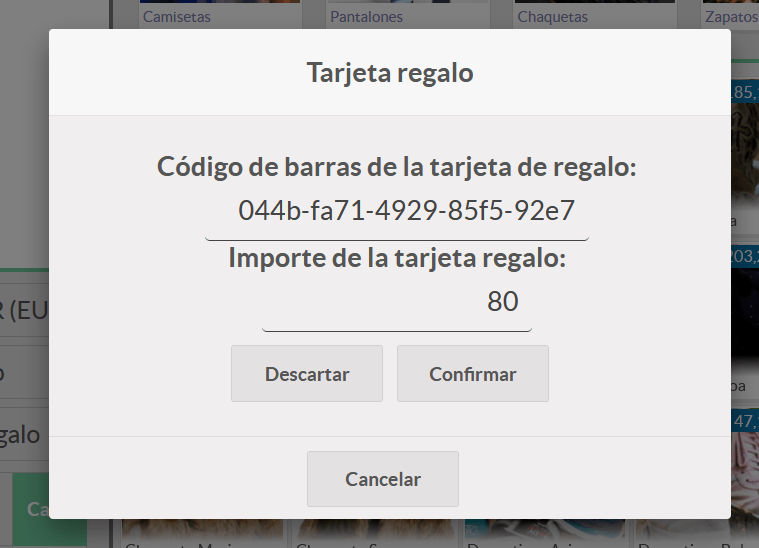 Camisetas
Pantalones
Chaquetas
Zapatos
Tarjeta regalo
Código de barras de la tarjeta de regalo:
044b-fa71-4929-85f5-92e7
Importe de la tarjeta regalo:
80
Descartar
Confirmar
Cancelar